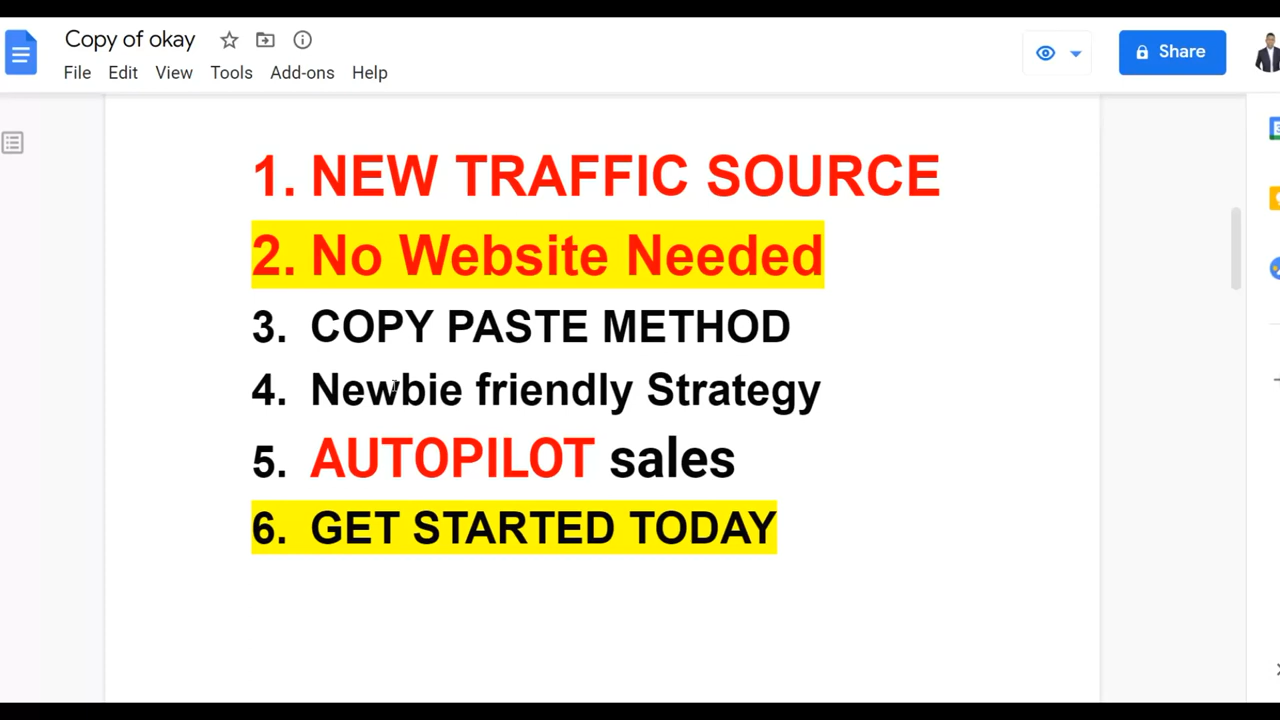 Copy of okay
File Edit View Tools Add-ons Help
Share
1. NEW TRAFFIC SOURCE
2. No Website Needed
3. COPY PASTE METHOD
4. Newbie friendly Strategy
5. AUTOPILOT sales
6. GET STARTED TODAY